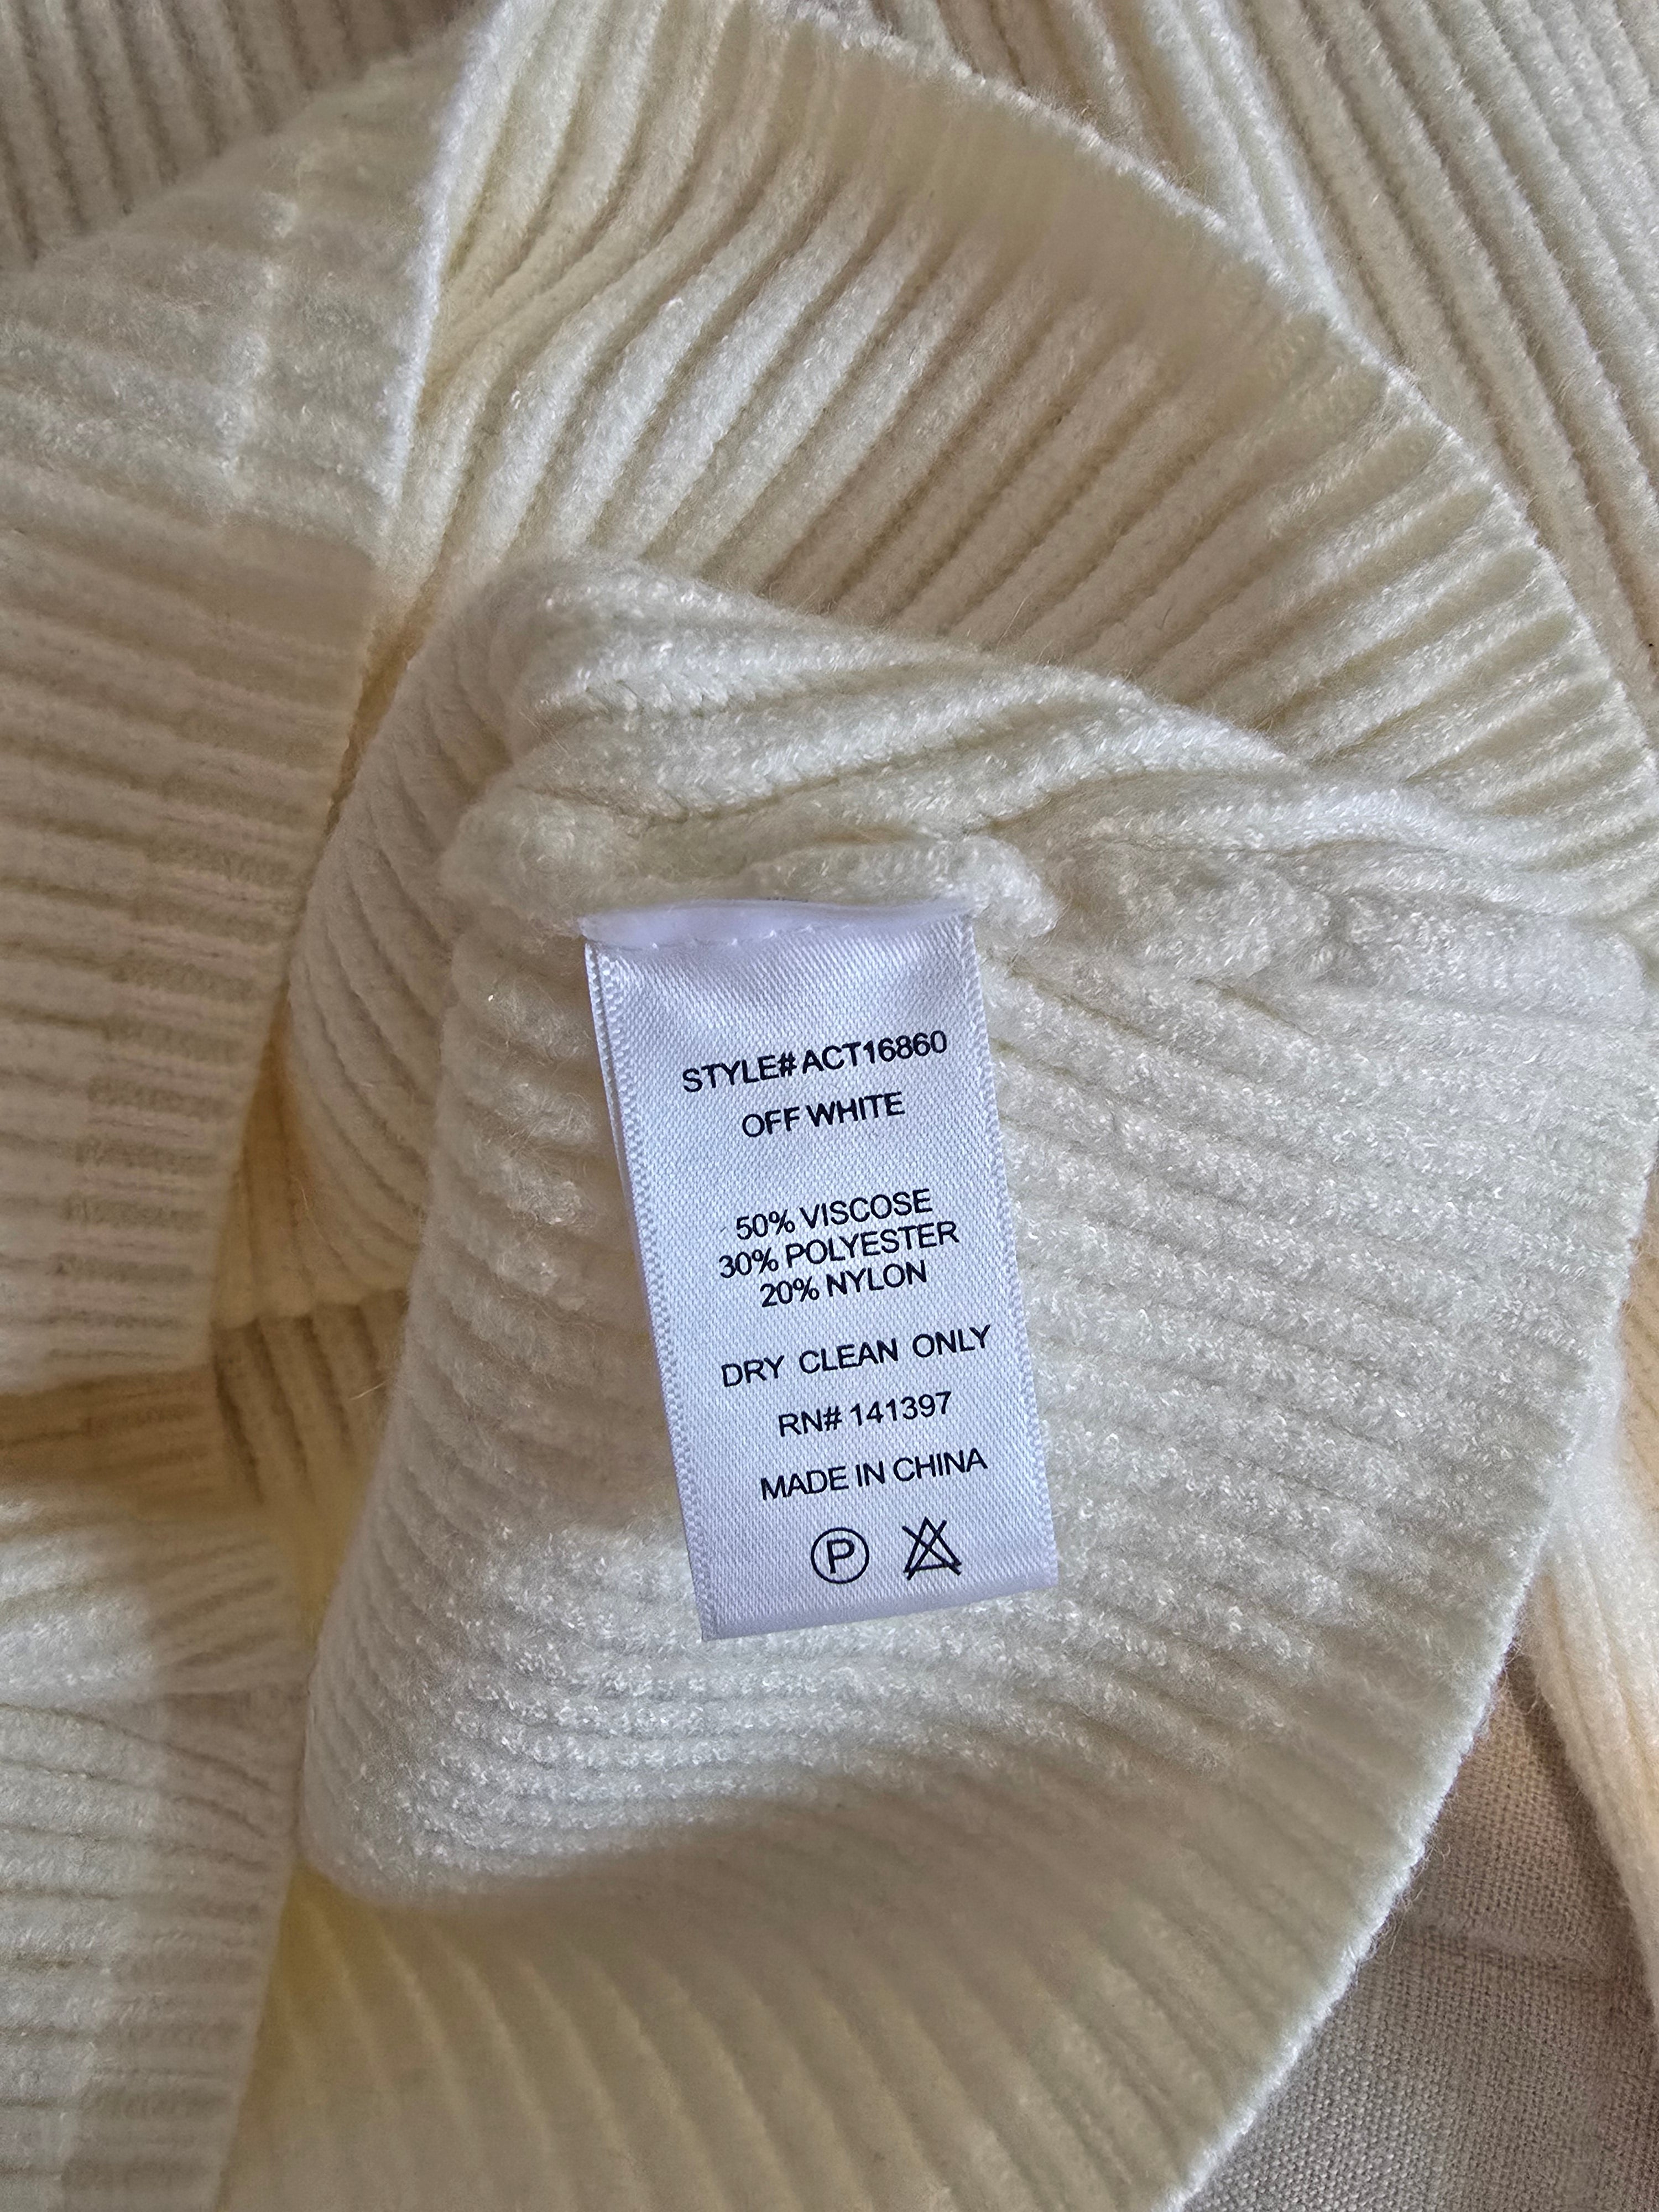 STYLE# ACT16860
OFF WHITE
50% VISCOSE
30% POLYESTER
20% NYLON
DRY CLEAN ONLY
RN# 141397
MADE IN CHINA
P